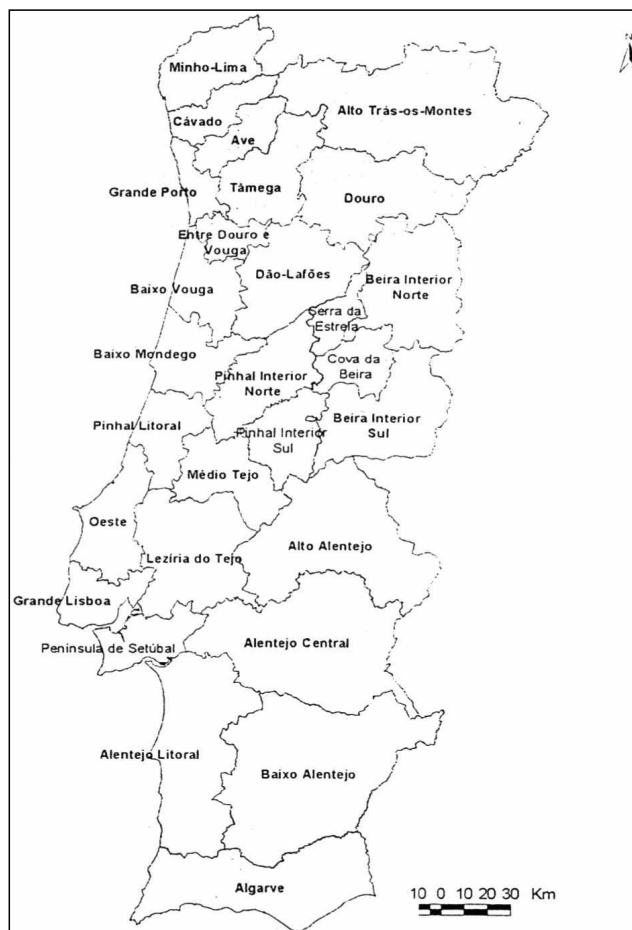 N
Minho-Lima
Alto Trás-os-Montes
Cávado
Ave
Grande Porto
Tâmega
Douro
Entre Douro e
Vouga
Dão-Lafões
Beira Interior
Norte
Baixo Vouga
Serra da
Estrela
Baixo Mondego
Cova da
Beira
Pinhal Interior
Norte
Pinhal Litoral
Beira Interior
Sul
Pinhal Interior
Sul
Médio Tejo
Oeste
Lezíria do Tejo
Alto Alentejo
Grande Lisboa
Península de Setúbal
Alentejo Central
Alentejo Litoral
Baixo Alentejo
Algarve
10 0 10 20 30 Km